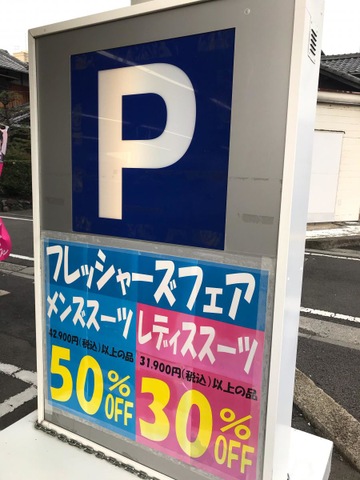 P
フレッシャーズフェア
メンズスーツ
42,900円(税込)以上の品
50%OFF
レディススーツ
31,900円(税込)以上の品
30%OFF